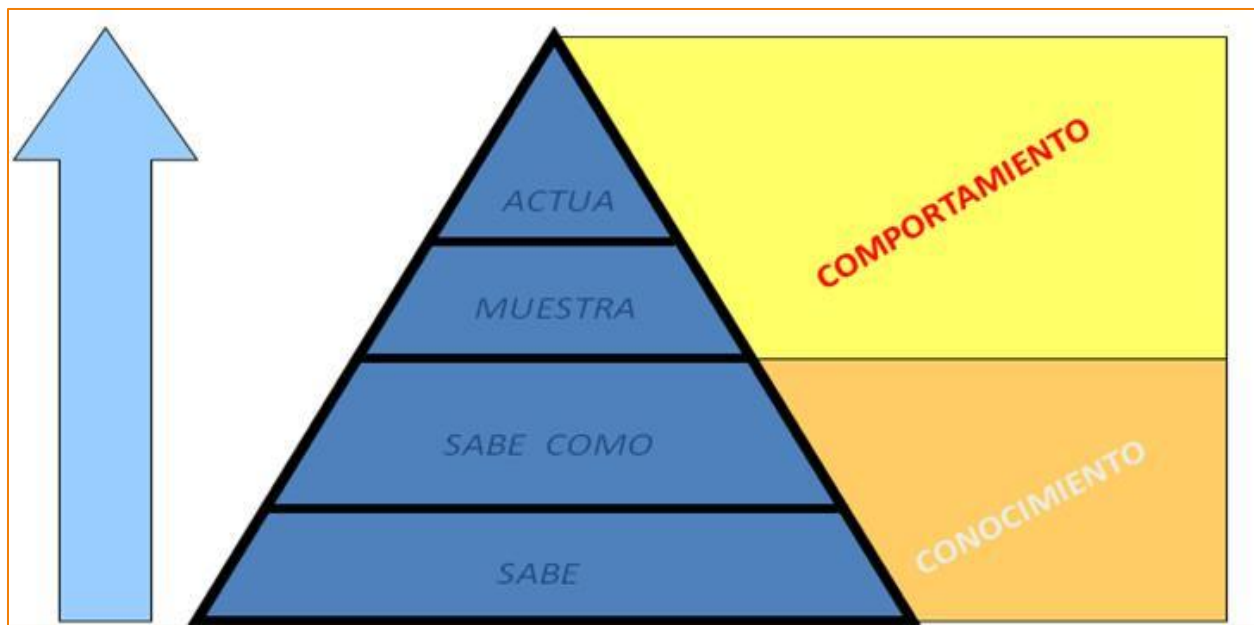 ACTUA
MUESTRA
SABE COMO
SABE
COMPORTAMIENTO
CONOCIMIENTO